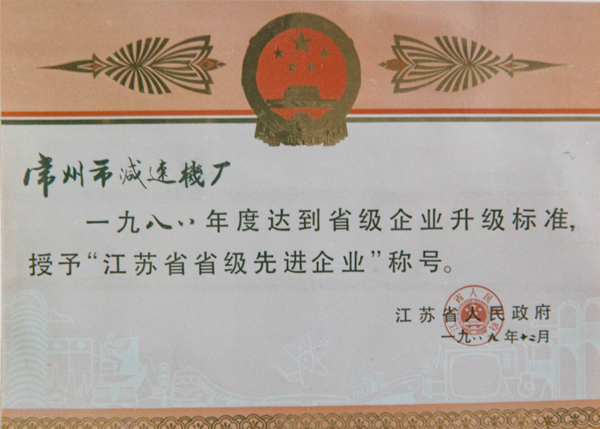 常州市减速機厂
一九八八年度达到省级企业升级标准,
授予“江苏省省级先进企业”称号。
江苏省人民政府
一九八九年十二月